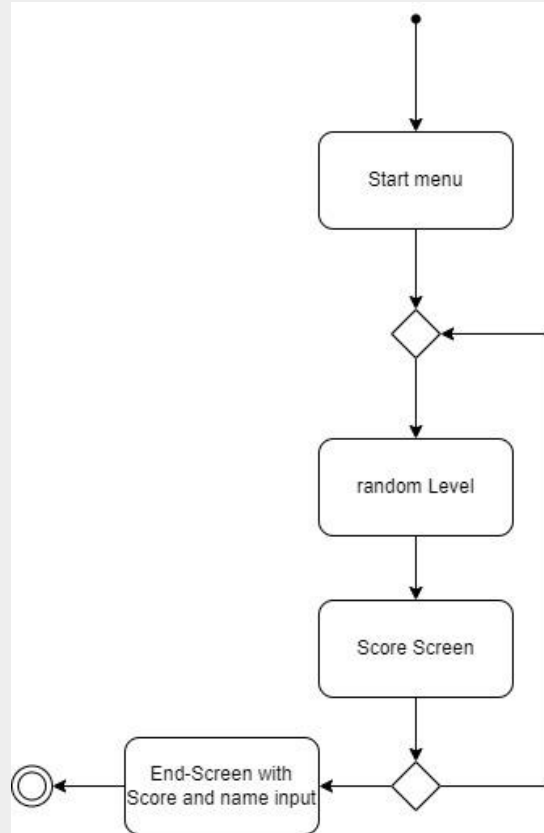 Start menu
random Level
Score Screen
End-Screen with
Score and name input